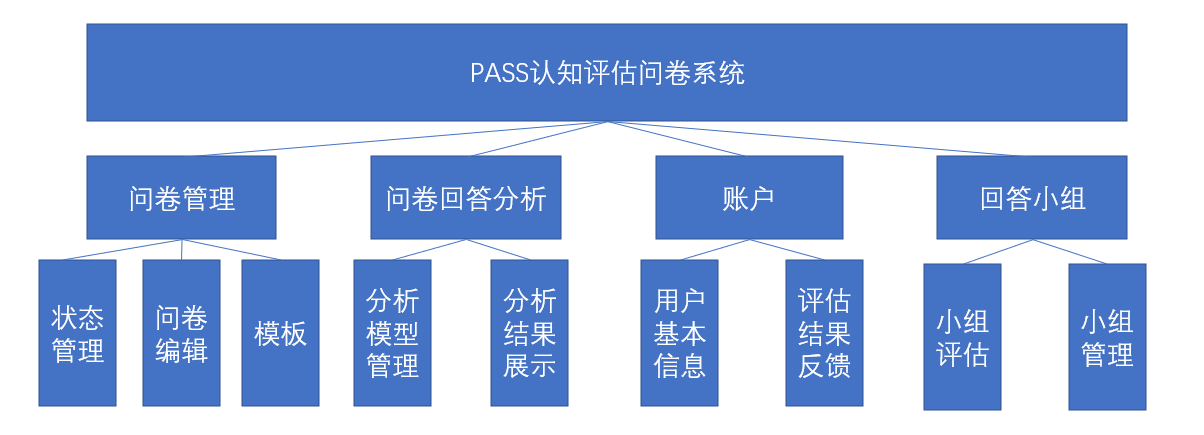 PASS认知评估问卷系统
问卷管理
问卷回答分析
账户
回答小组
状态
管理
问卷
编辑
模板
分析
模型
管理
分析
结果
展示
用户
基本
信息
评估
结果
反馈
小组
评估
小组
管理